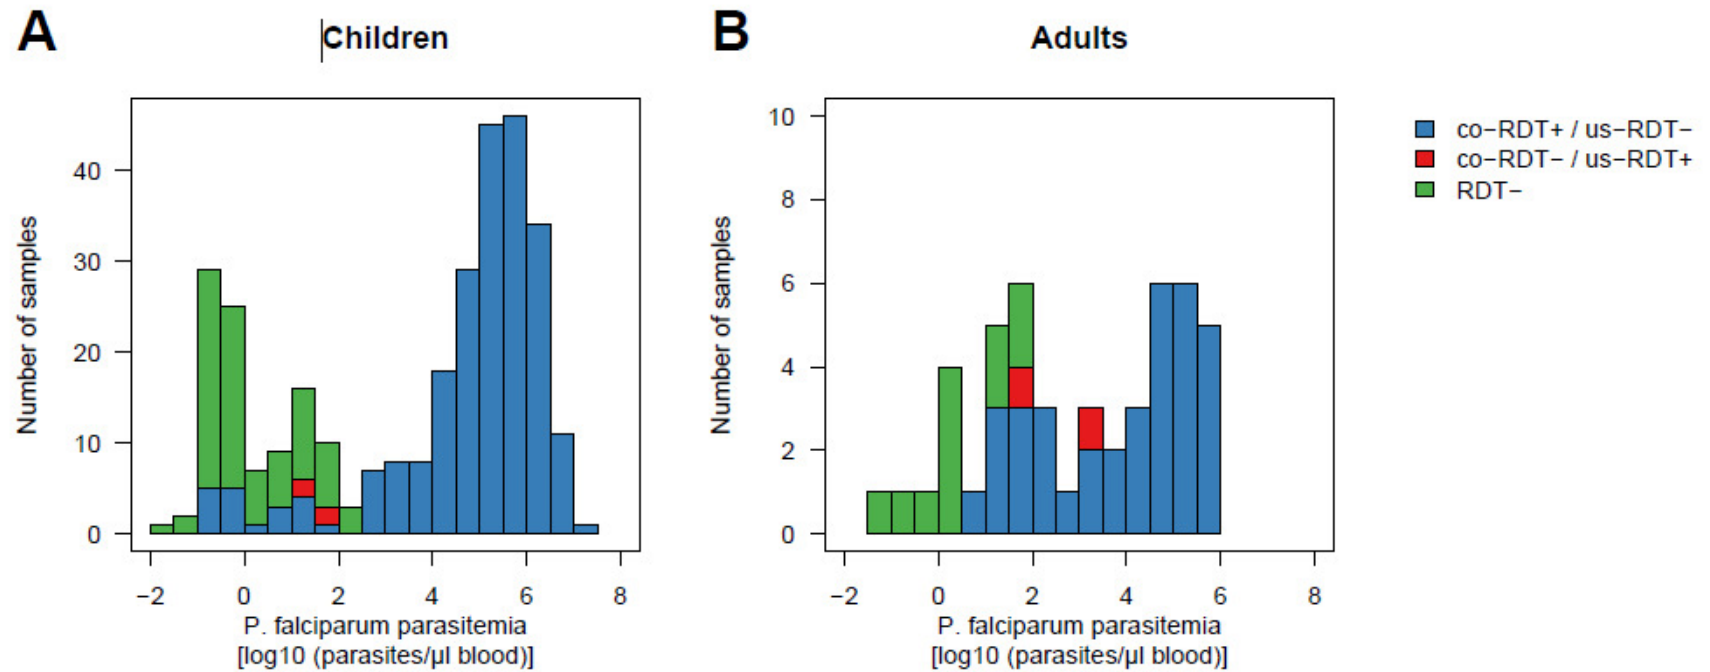 A
Children
Number of samples
40
30
20
10
0
−2 0 2 4 6 8
P. falciparum parasitemia
[log10 (parasites/µl blood)]
B
Adults
Number of samples
10
8
6
4
2
0
−2 0 2 4 6 8
P. falciparum parasitemia
[log10 (parasites/µl blood)]
co−RDT+ / us−RDT−
co−RDT− / us−RDT+
RDT−